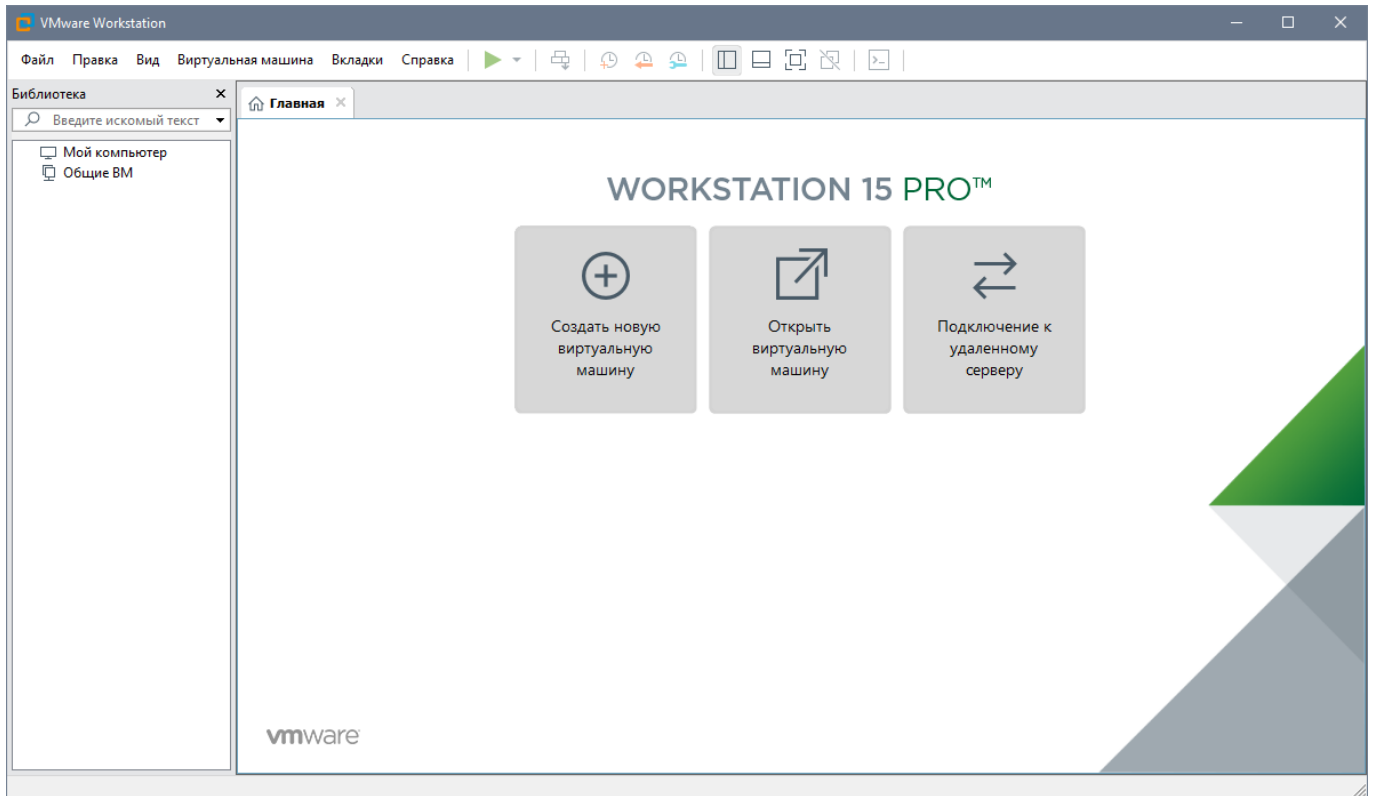 VMware Workstation
Файл Правка Вид Виртуальная машина Вкладки Справка
Библиотека
Введите искомый текст
Мой компьютер
Общие ВМ
Главная
WORKSTATION 15 PRO™
Создать новую
виртуальную
машину
Открыть
виртуальную
машину
Подключение к
удаленному
серверу
vmware